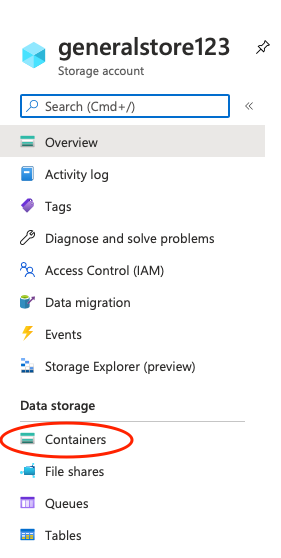 generalstore123
Storage account
Search (Cmd+/)
«
Overview
Activity log
Tags
Diagnose and solve problems
Access Control (IAM)
Data migration
Events
Storage Explorer (preview)
Data storage
Containers
File shares
Queues
Tables